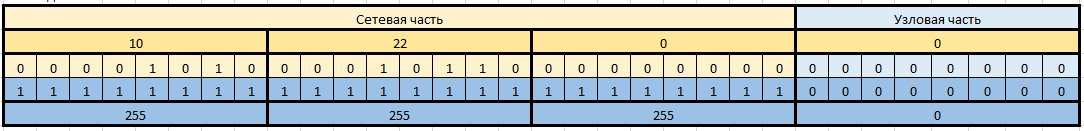 Сетевая часть Узловая часть
10 22 0 0
0 0 0 0 1 0 1 0 0 0 0 1 0 1 1 0 0 0 0 0 0 0 0 0 0 0 0 0 0 0 0 0
1 1 1 1 1 1 1 1 1 1 1 1 1 1 1 1 1 1 1 1 1 1 1 1 0 0 0 0 0 0 0 0
255 255 255 0